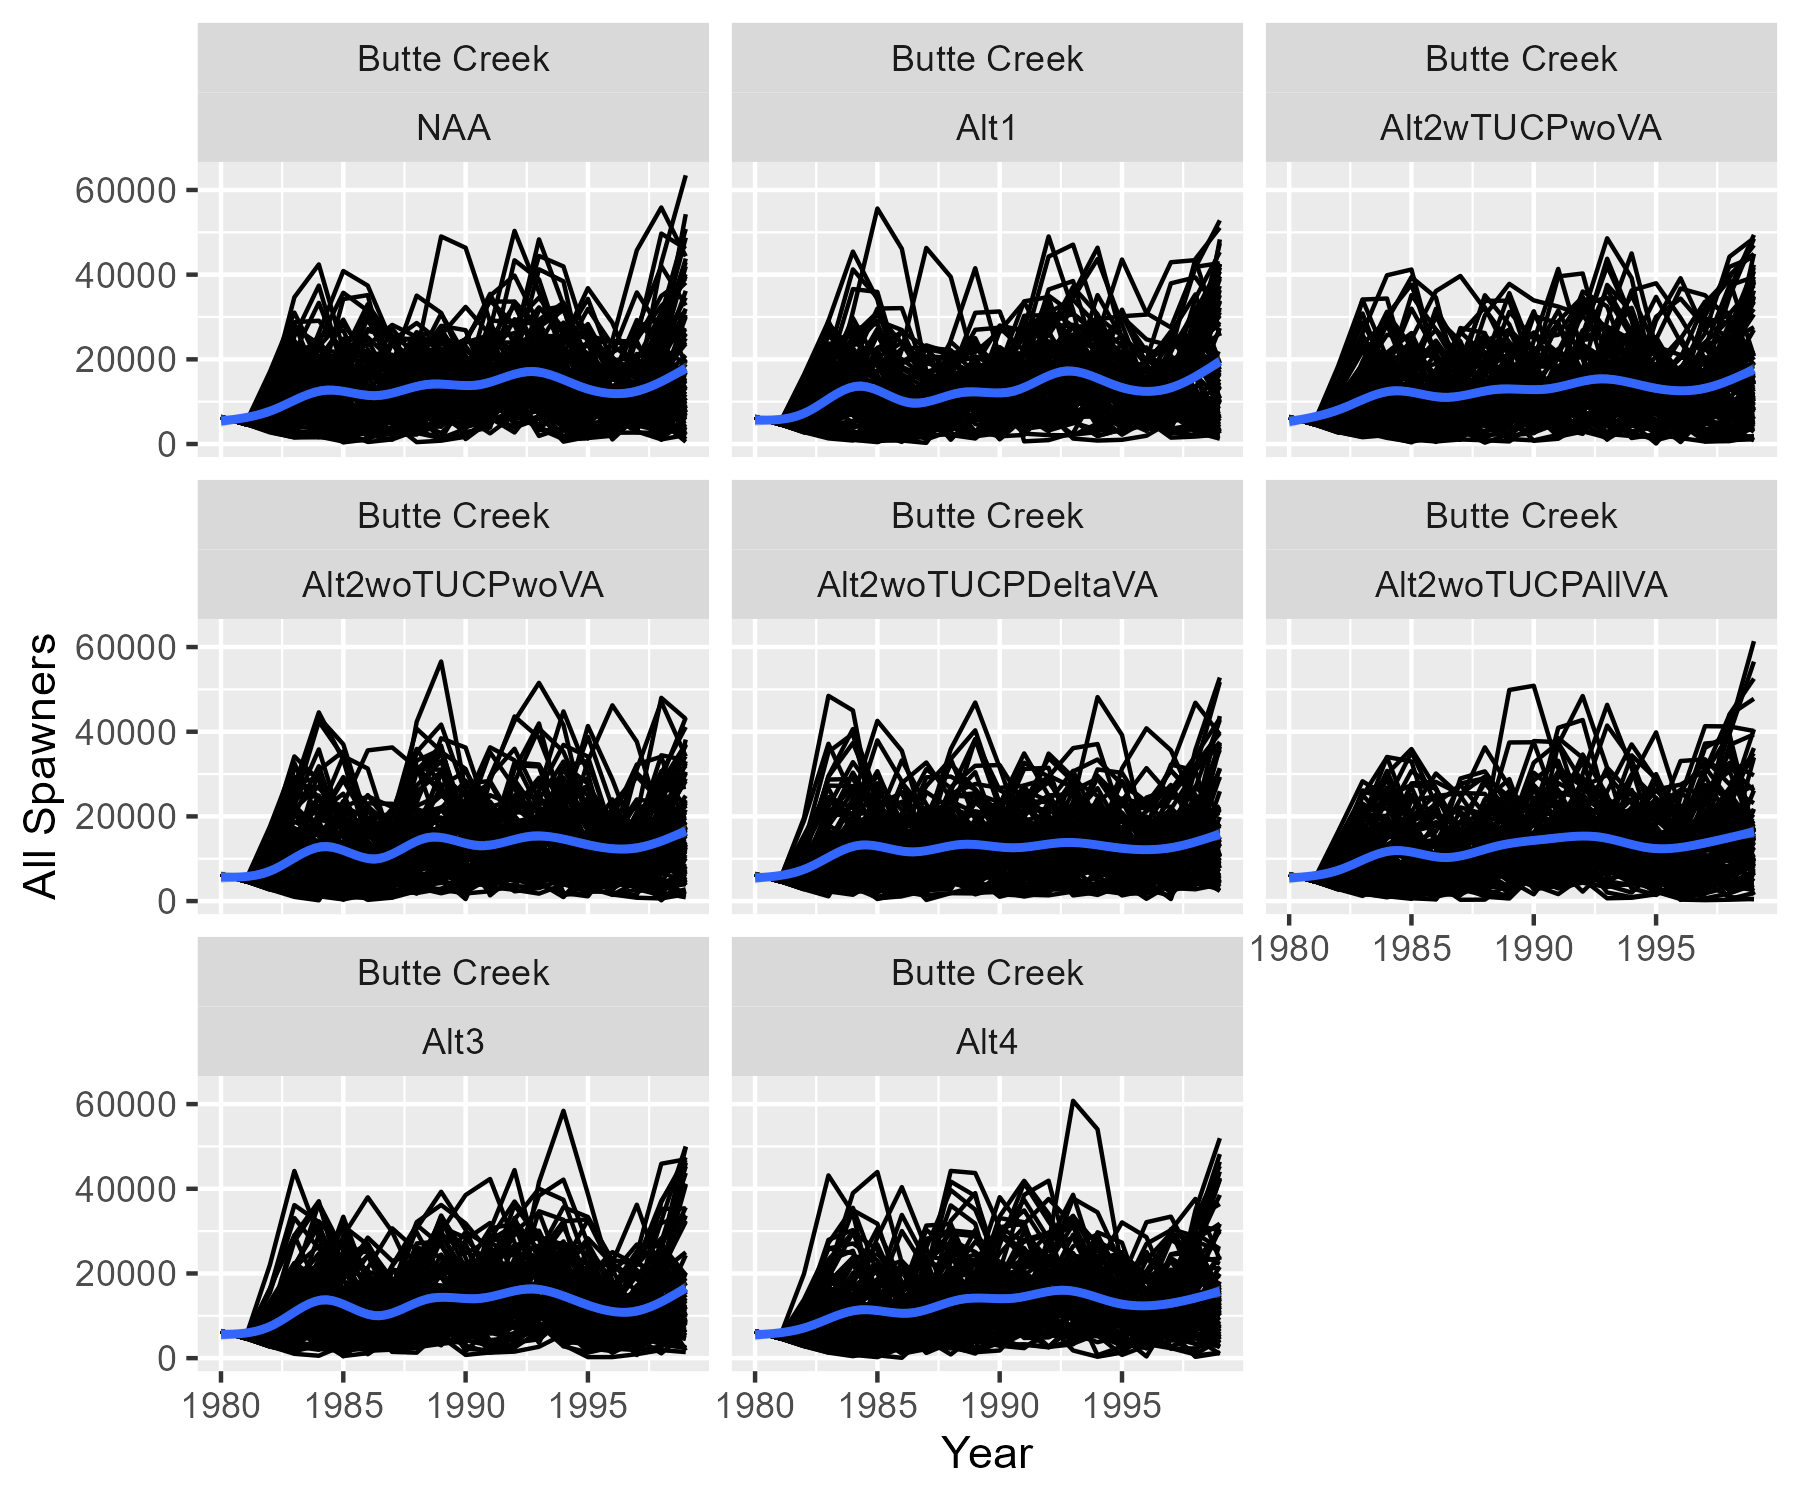 Butte Creek
Butte Creek
Butte Creek
NAA
Alt1
Alt2wTUCPwoVA
60000
40000
20000
0
Butte Creek
Butte Creek
Butte Creek
Alt2woTUCPwoVA
Alt2woTUCPDeltaVA
Alt2woTUCPAllVA
All Spawners
60000
40000
20000
0
1980 1985 1990 1995
Butte Creek
Butte Creek
Alt3
Alt4
60000
40000
20000
0
1980 1985 1990 1995
1980 1985 1990 1995
Year